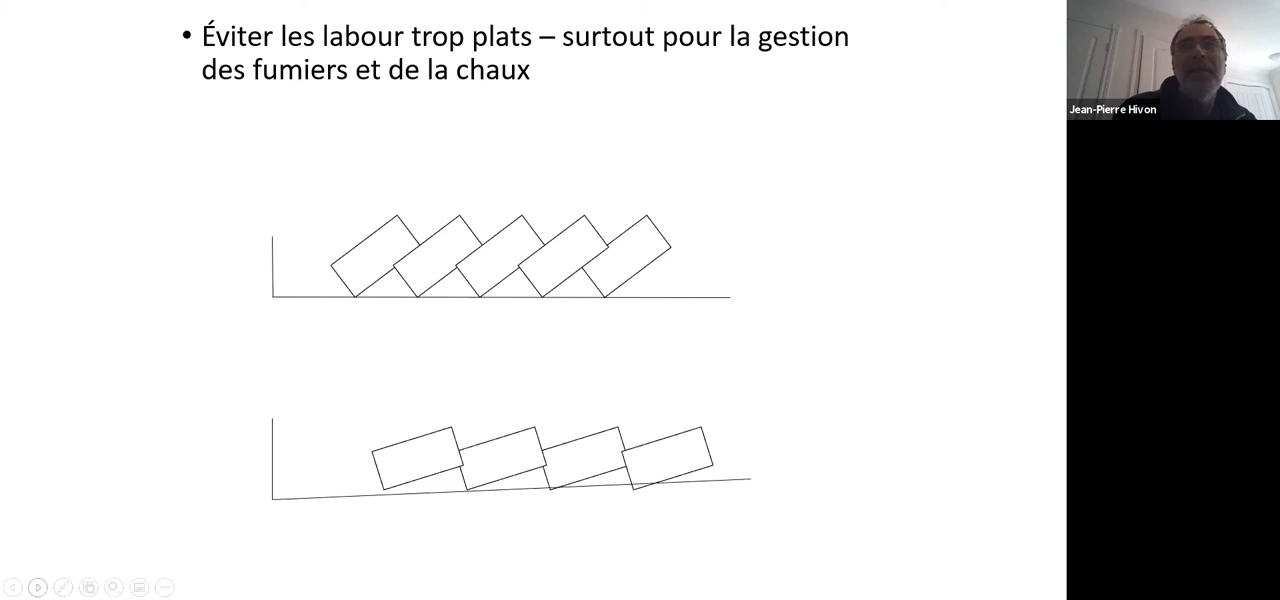 • Éviter les labour trop plats – surtout pour la gestion
des fumiers et de la chaux
Jean-Pierre Hivon